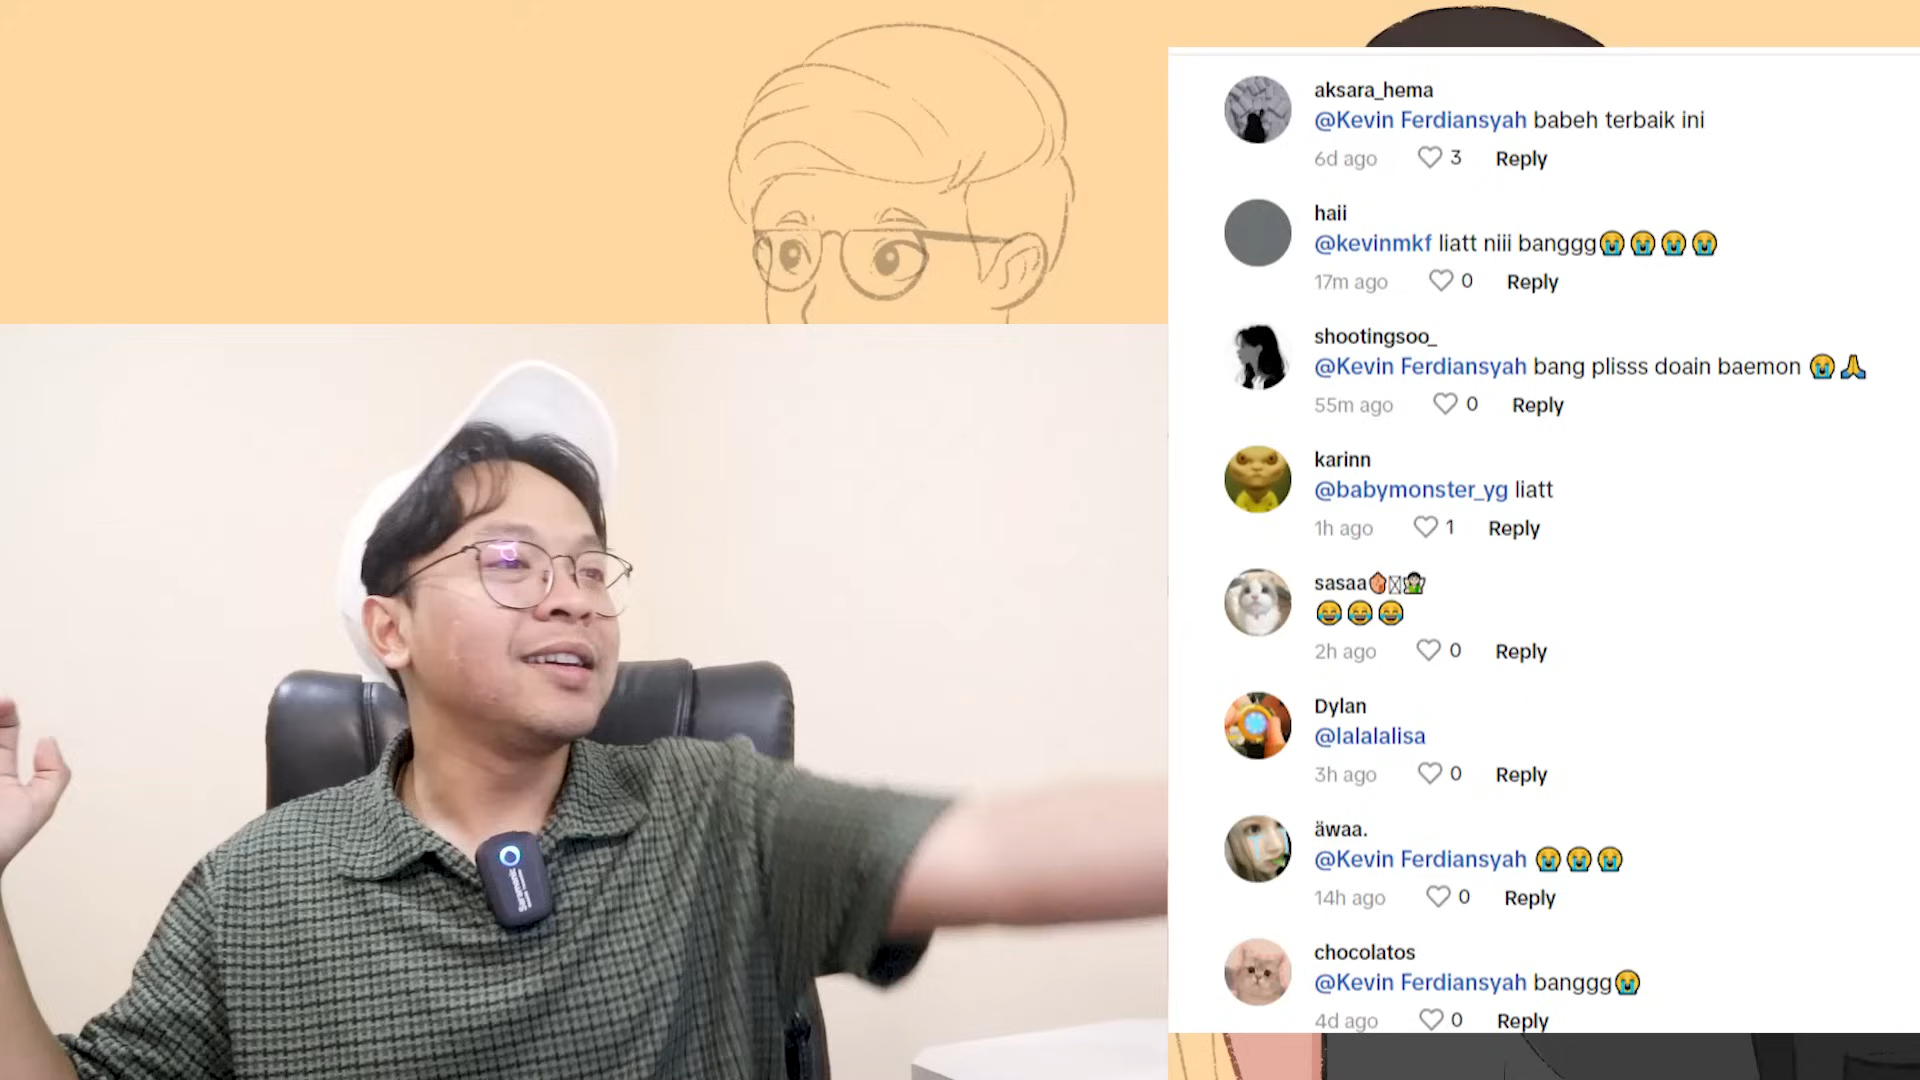 aksara_hema
@Kevin Ferdiansyah babeh terbaik ini
6d ago 3 Reply
haii
@kevinmkf liatt niii banggg😭😭😭😭
17m ago 0 Reply
shootingsoo_
@Kevin Ferdiansyah bang plisss doain baemon 😭🙏
55m ago 0 Reply
karinn
@babymonster_yg liatt
1h ago 1 Reply
sasaa
😂😂😂
2h ago 0 Reply
Dylan
@lalalalisa
3h ago 0 Reply
äwaa.
@Kevin Ferdiansyah 😭😭😭
14h ago 0 Reply
chocolatos
@Kevin Ferdiansyah banggg😭
4d ago 0 Reply
Saramonic